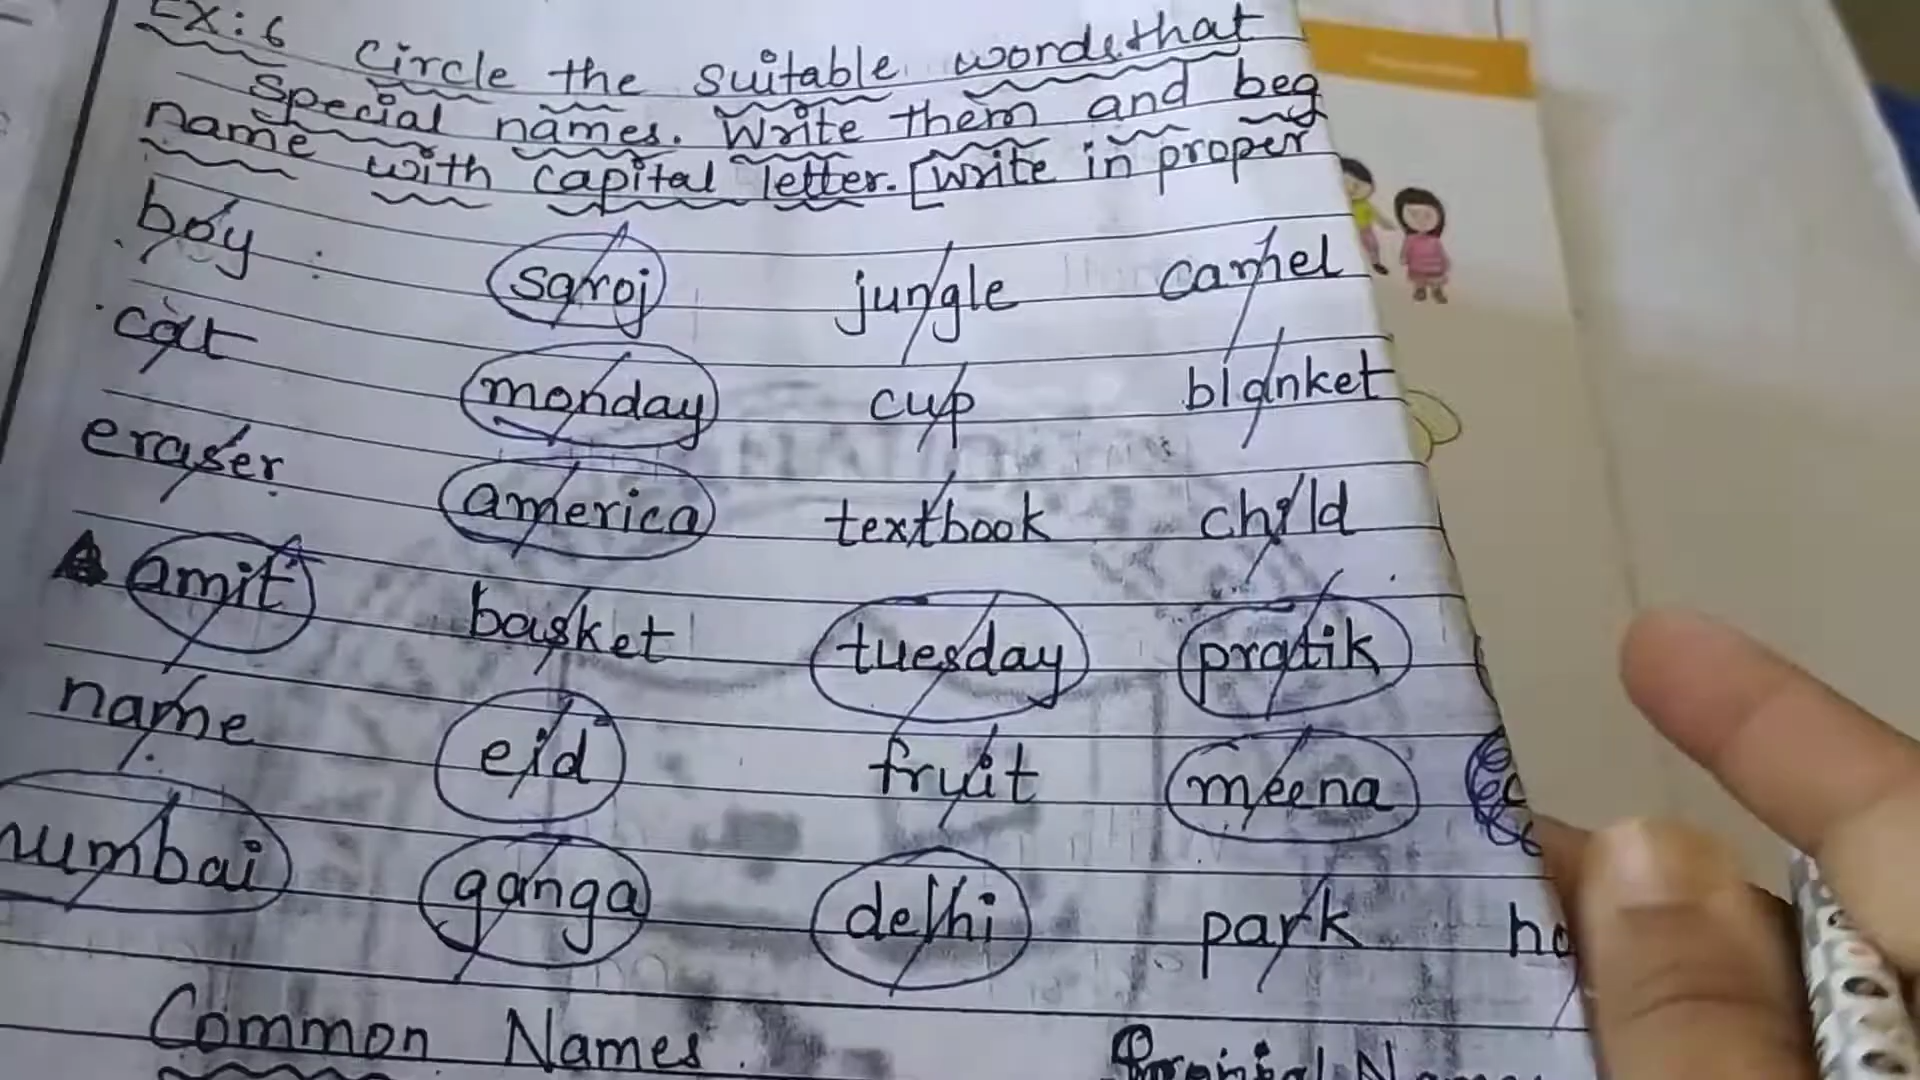 EX:6 Circle the suitable words that
special names. Write them and beg
name with capital letter. [Write in proper
boy saroj jungle camel
cat monday cup blanket
eraser america textbook child
amit basket tuesday pratik
name eid fruit meena
mumbai ganga delhi park ho
Common Names.